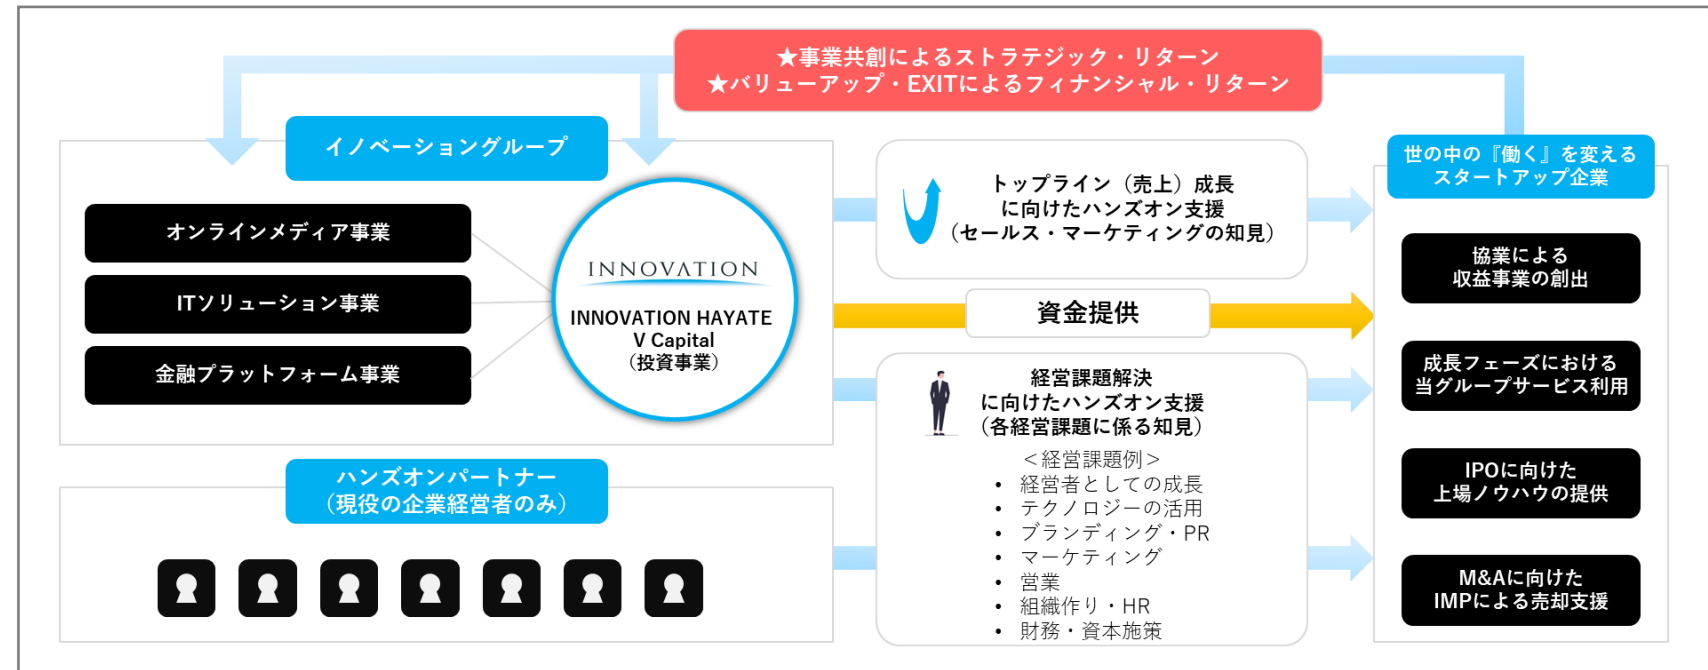 ★事業共創によるストラテジック・リターン
★バリューアップ・EXITによるフィナンシャル・リターン
イノベーショングループ
オンラインメディア事業
ITソリューション事業
金融プラットフォーム事業
INNOVATION
INNOVATION HAYATE
V Capital
（投資事業）
ハンズオンパートナー
（現役の企業経営者のみ）
トップライン（売上）成長
に向けたハンズオン支援
（セールス・マーケティングの知見）
資金提供
経営課題解決
に向けたハンズオン支援
（各経営課題に係る知見）
＜経営課題例＞
• 経営者としての成長
• テクノロジーの活用
• ブランディング・PR
• マーケティング
• 営業
• 組織作り・HR
• 財務・資本施策
世の中の『働く』を変える
スタートアップ企業
協業による
収益事業の創出
成長フェーズにおける
当グループサービス利用
IPOに向けた
上場ノウハウの提供
M&Aに向けた
IMPによる売却支援